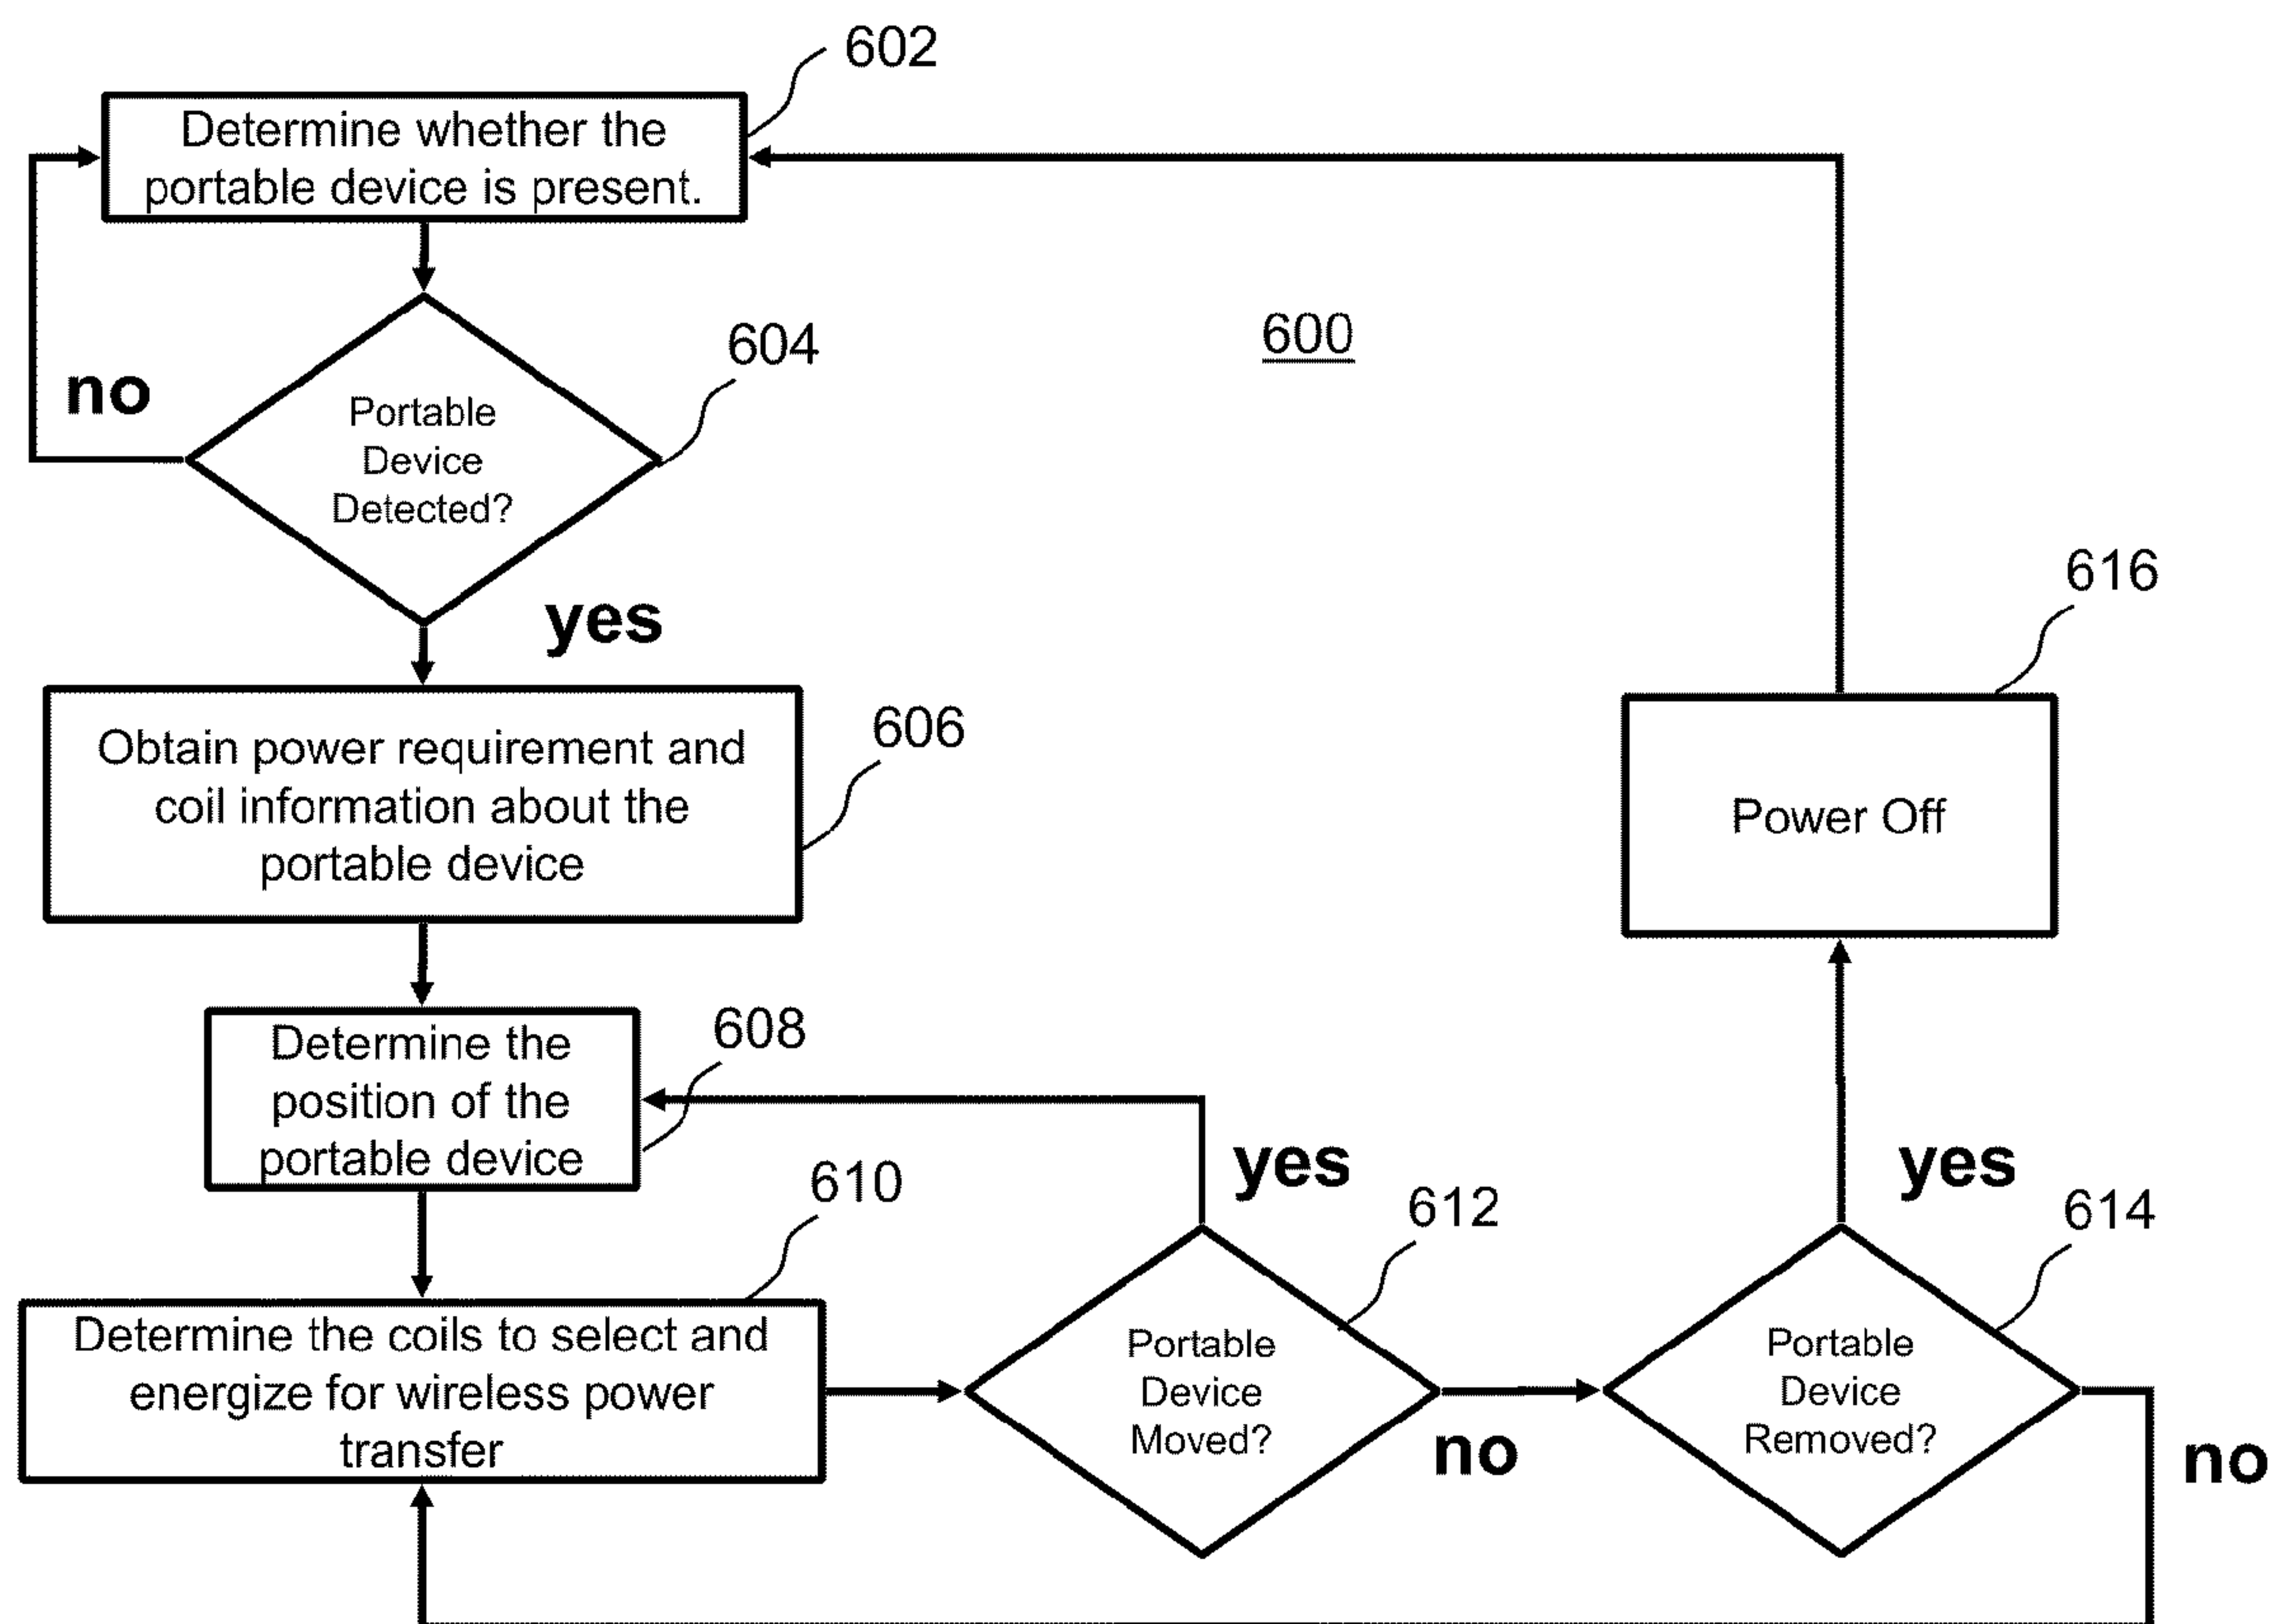 602
Determine whether the
portable device is present.
604
600
no
Portable
Device
Detected?
yes
616
606
Obtain power requirement and
coil information about the
portable device
Power Off
608
Determine the
position of the
portable device
610
yes
612
yes
614
Determine the coils to select and
energize for wireless power
transfer
Portable
Device
Moved?
no
Portable
Device
Removed?
no